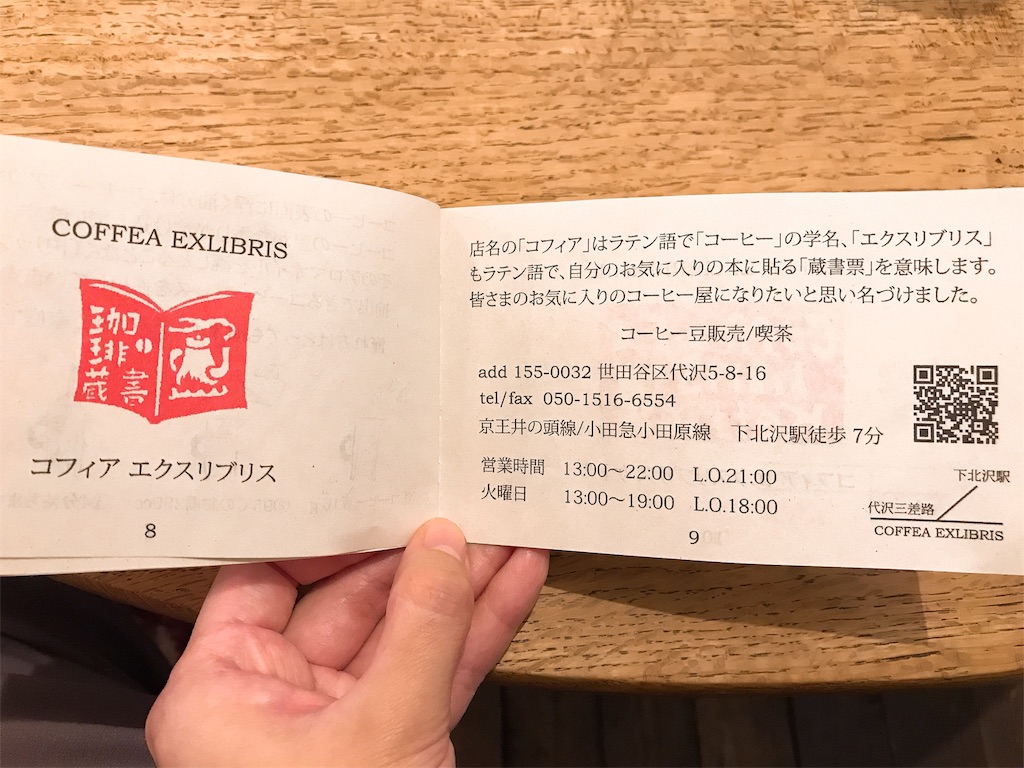 COFFEA EXLIBRIS
珈琲書蔵
コフィア エクスリブリス
8
店名の「コフィア」はラテン語で「コーヒー」の学名、「エクスリブリス」
もラテン語で、自分のお気に入りの本に貼る「蔵書票」を意味します。
皆さまのお気に入りのコーヒー屋になりたいと思い名づけました。
コーヒー豆販売/喫茶
add 155-0032 世田谷区代沢5-8-16
tel/fax 050-1516-6554
京王井の頭線/小田急小田原線 下北沢駅徒歩 7分
営業時間 13:00〜22:00 L.O.21:00
火曜日 13:00〜19:00 L.O.18:00
下北沢駅
代沢三差路
COFFEA EXLIBRIS
9